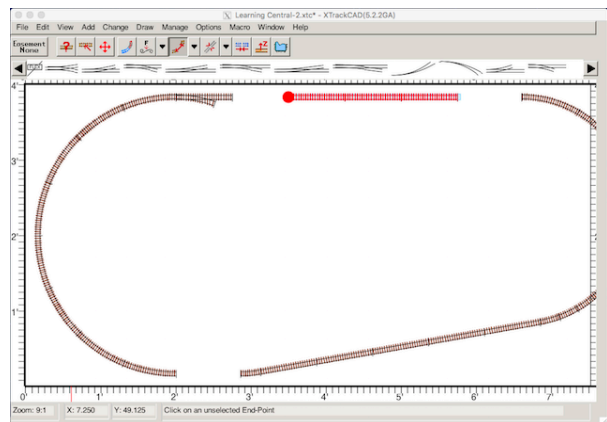 Learning Central-2.xtc* - XTrackCAD(5.2.2GA)
File Edit View Add Change Draw Manage Options Macro Window Help
Easement
None
4'
3'
2'
1'
0' 1' 2' 3' 4' 5' 6' 7'
Zoom: 9:1 X: 7.250 Y: 49.125 Click on an unselected End-Point